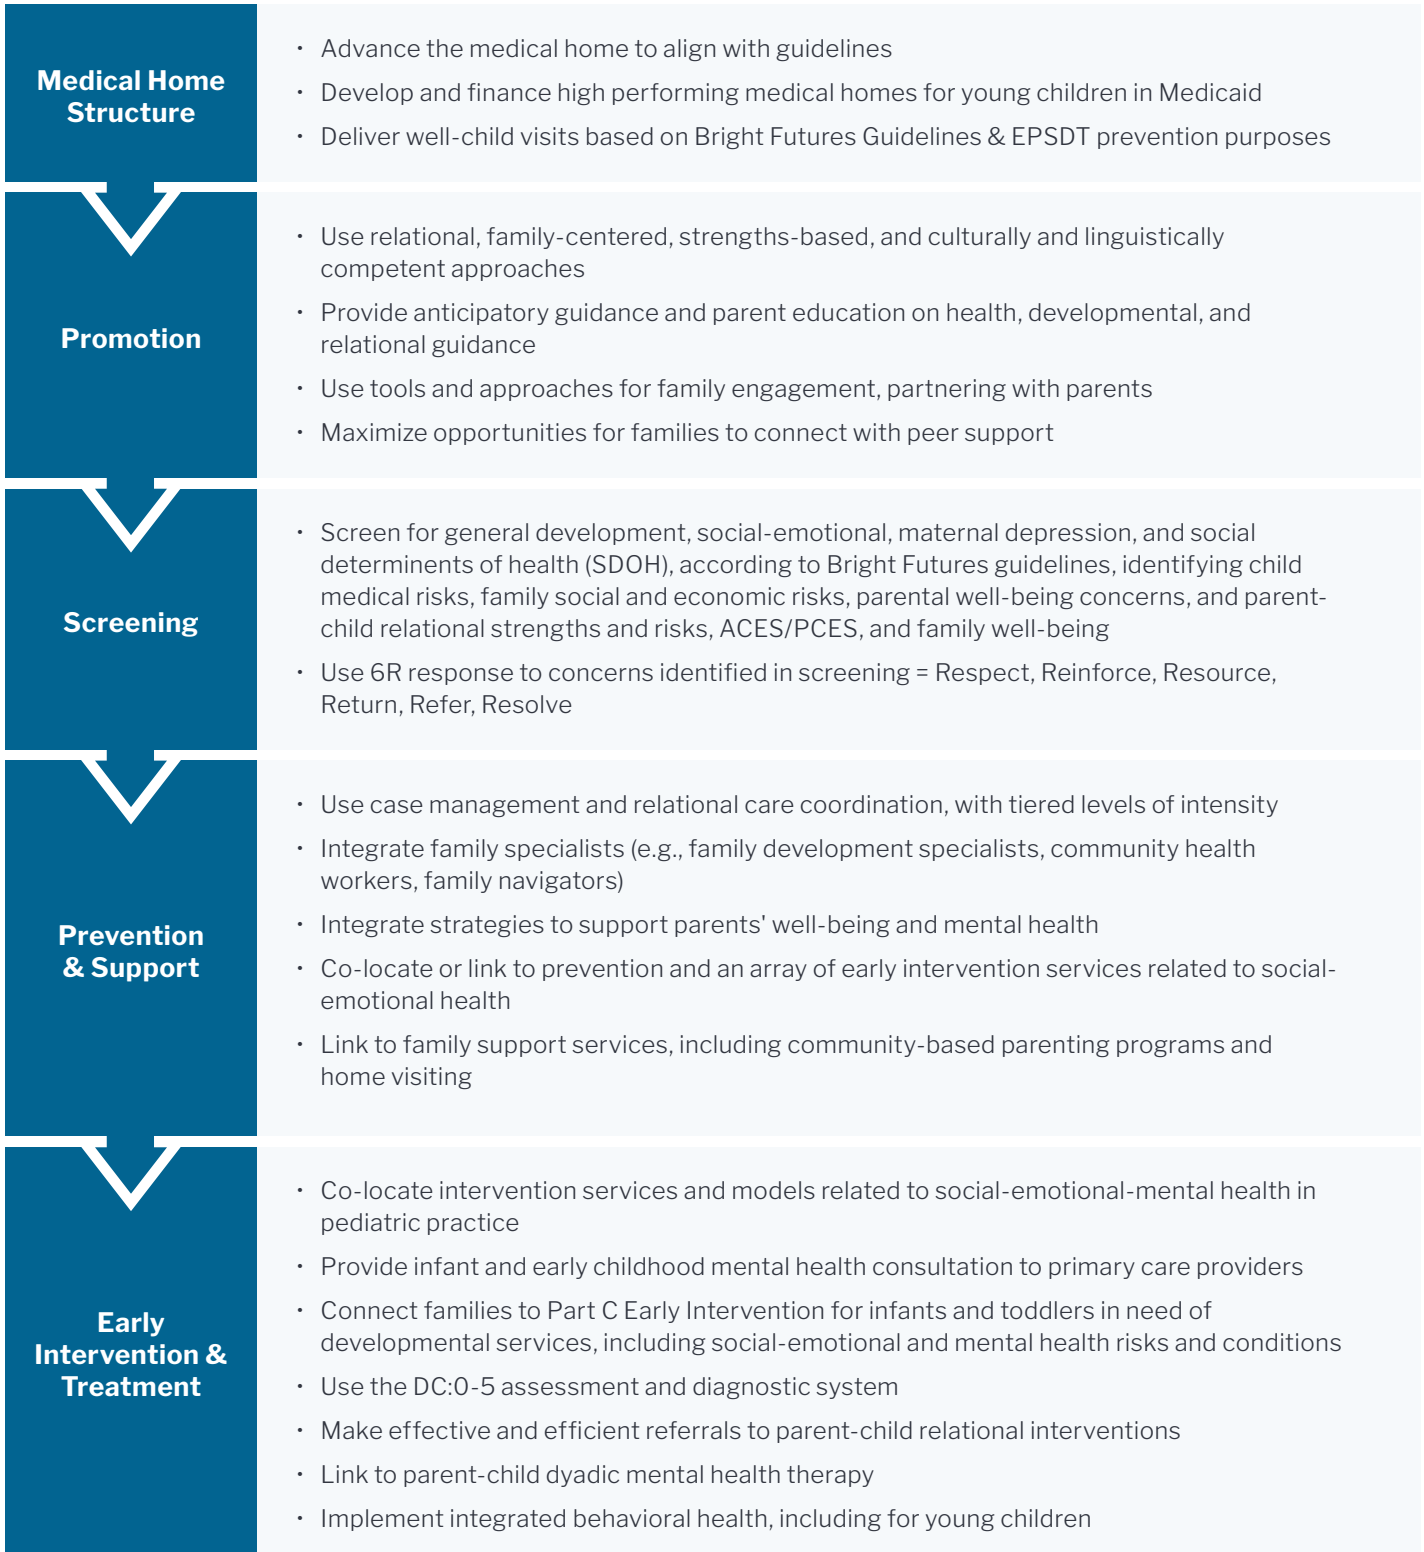 Medical Home
Structure
• Advance the medical home to align with guidelines
• Develop and finance high performing medical homes for young children in Medicaid
• Deliver well-child visits based on Bright Futures Guidelines & EPSDT prevention purposes
Promotion
• Use relational, family-centered, strengths-based, and culturally and linguistically
competent approaches
• Provide anticipatory guidance and parent education on health, developmental, and
relational guidance
• Use tools and approaches for family engagement, partnering with parents
• Maximize opportunities for families to connect with peer support
Screening
• Screen for general development, social-emotional, maternal depression, and social
determinents of health (SDOH), according to Bright Futures guidelines, identifying child
medical risks, family social and economic risks, parental well-being concerns, and parent-
child relational strengths and risks, ACES/PCES, and family well-being
• Use 6R response to concerns identified in screening = Respect, Reinforce, Resource,
Return, Refer, Resolve
Prevention
& Support
• Use case management and relational care coordination, with tiered levels of intensity
• Integrate family specialists (e.g., family development specialists, community health
workers, family navigators)
• Integrate strategies to support parents' well-being and mental health
• Co-locate or link to prevention and an array of early intervention services related to social-
emotional health
• Link to family support services, including community-based parenting programs and
home visiting
Early
Intervention &
Treatment
• Co-locate intervention services and models related to social-emotional-mental health in
pediatric practice
• Provide infant and early childhood mental health consultation to primary care providers
• Connect families to Part C Early Intervention for infants and toddlers in need of
developmental services, including social-emotional and mental health risks and conditions
• Use the DC:0-5 assessment and diagnostic system
• Make effective and efficient referrals to parent-child relational interventions
• Link to parent-child dyadic mental health therapy
• Implement integrated behavioral health, including for young children